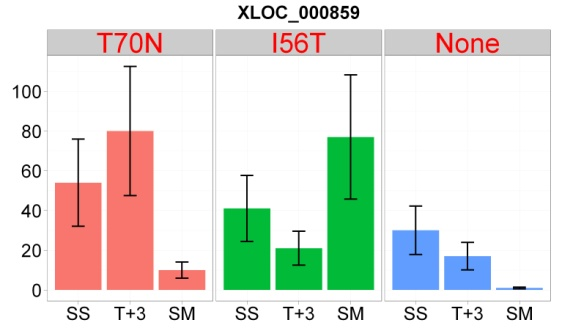 XLOC_000859
T70N I56T None
100
80
60
40
20
0
SS T+3 SM SS T+3 SM SS T+3 SM